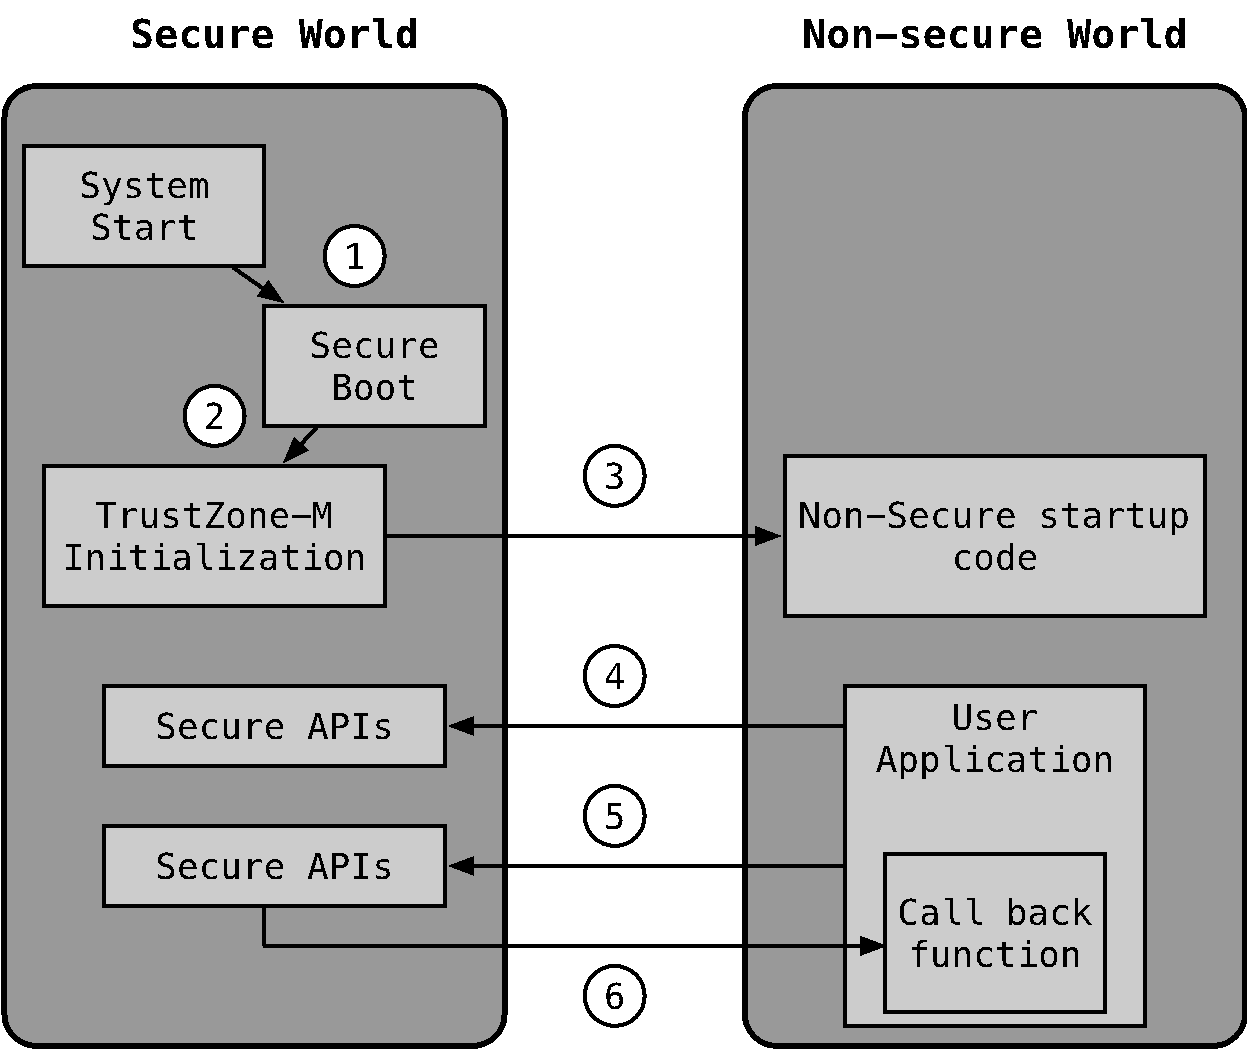 Secure World
Non-secure World
System
Start
1
Secure
Boot
2
TrustZone-M
Initialization
3
Non-Secure startup
code
4
Secure APIs
User
Application
5
Secure APIs
Call back
function
6